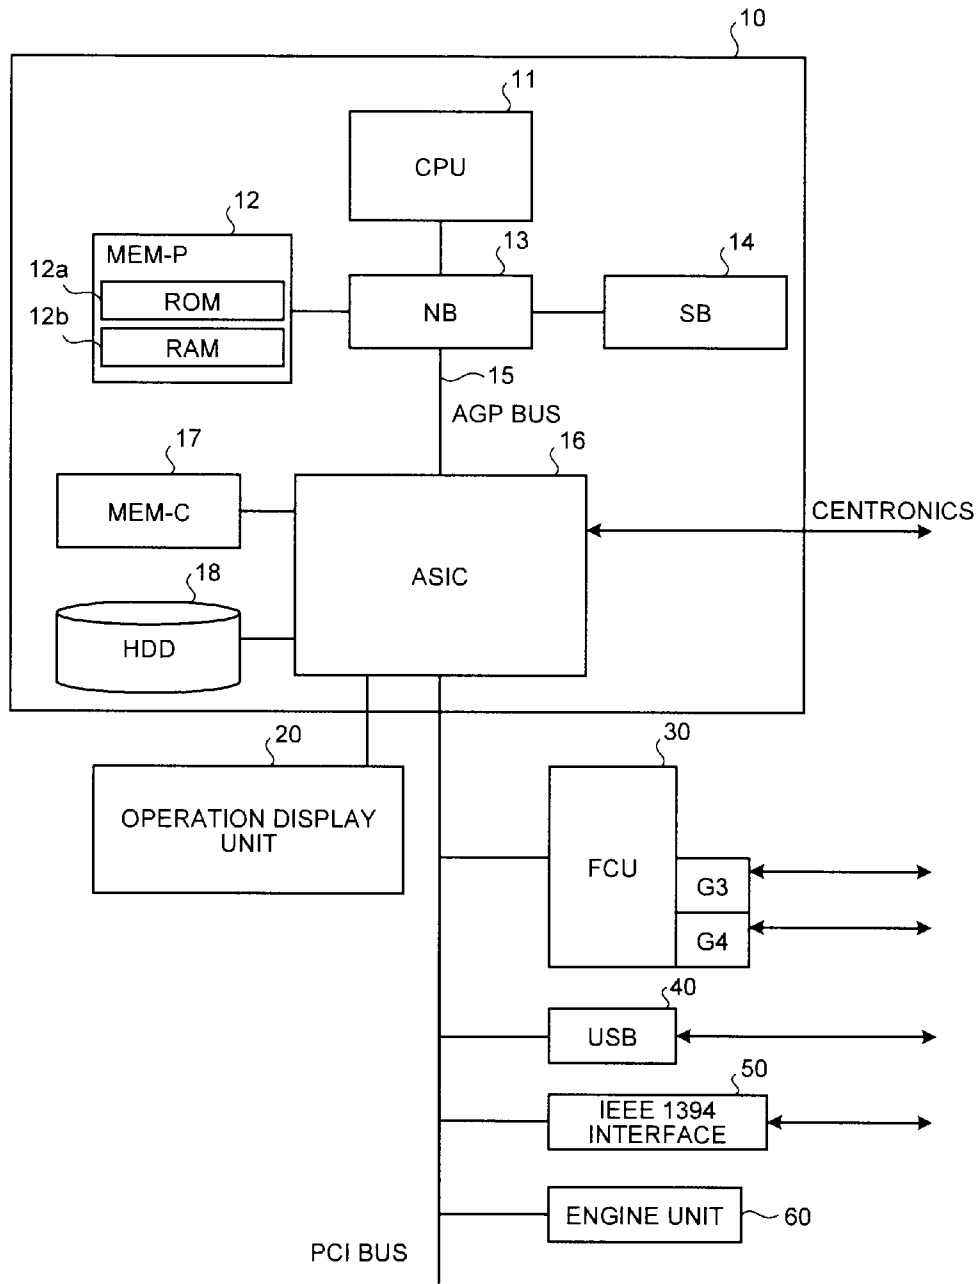 10
11
CPU
12
MEM-P
12a
ROM
12b
RAM
13
NB
14
SB
15
AGP BUS
17
MEM-C
16
ASIC
CENTRONICS
18
HDD
20
OPERATION DISPLAY
UNIT
30
FCU
G3
G4
40
USB
50
IEEE 1394
INTERFACE
ENGINE UNIT
60
PCI BUS